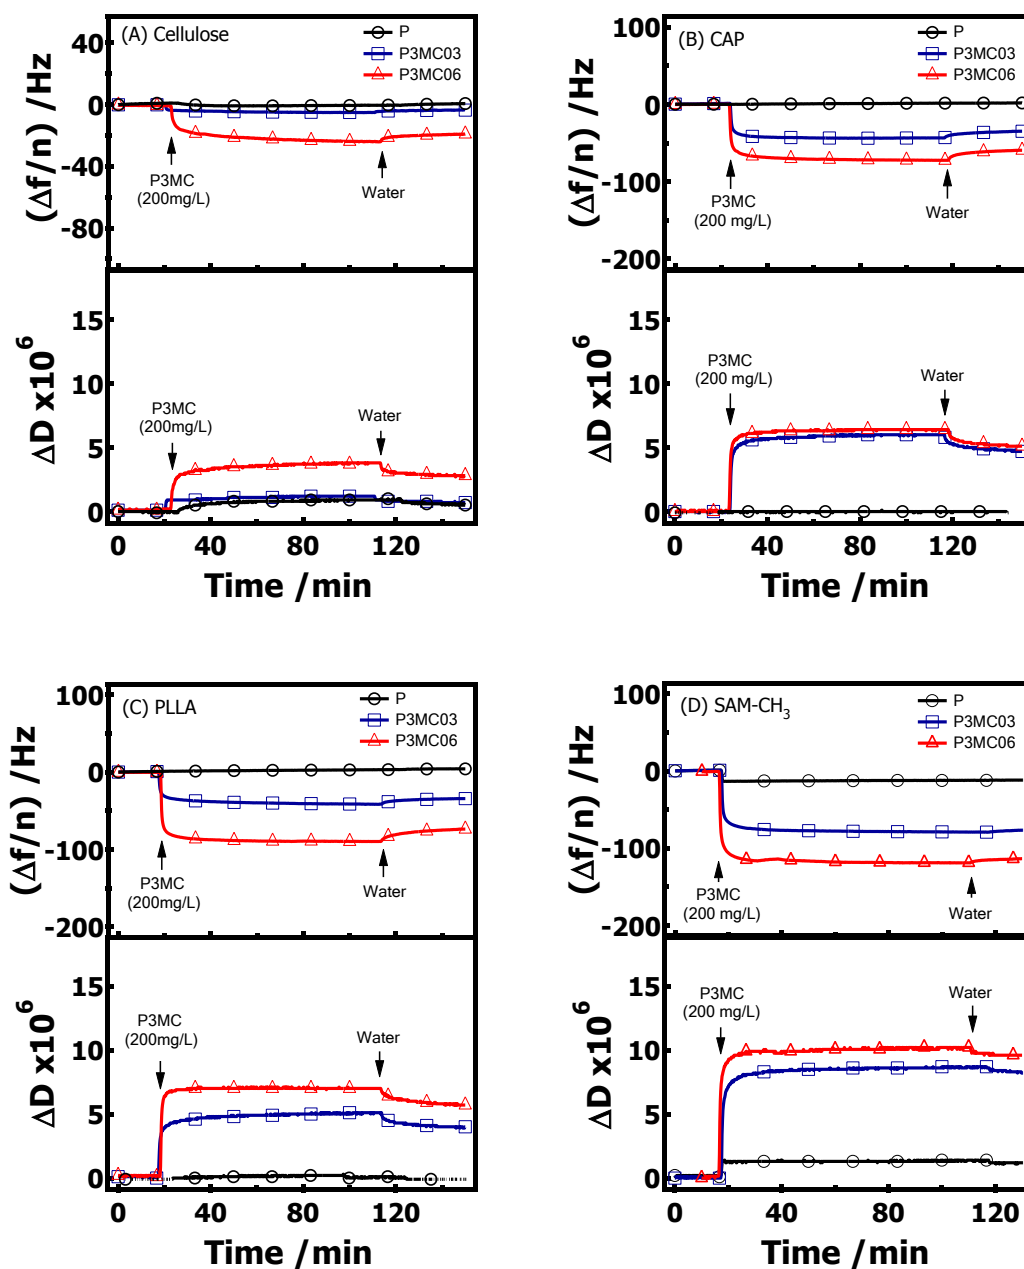 (A) Cellulose
P
P3MC03
P3MC06
(Δf/n) /Hz
40
0
-40
-80
P3MC
(200mg/L)
Water
ΔD x10⁶
15
10
5
0
P3MC
(200mg/L)
Water
0 40 80 120
Time /min
(B) CAP
P
P3MC03
P3MC06
(Δf/n) /Hz
100
0
-100
-200
P3MC
(200 mg/L)
Water
ΔD x10⁶
15
10
5
0
P3MC
(200 mg/L)
Water
0 40 80 120
Time /min
(C) PLLA
P
P3MC03
P3MC06
(Δf/n) /Hz
100
0
-100
-200
P3MC
(200mg/L)
Water
ΔD x10⁶
15
10
5
0
P3MC
(200mg/L)
Water
0 40 80 120
Time /min
(D) SAM-CH₃
P
P3MC03
P3MC06
(Δf/n) /Hz
100
0
-100
-200
P3MC
(200 mg/L)
Water
ΔD x10⁶
15
10
5
0
P3MC
(200 mg/L)
Water
0 40 80 120
Time /min